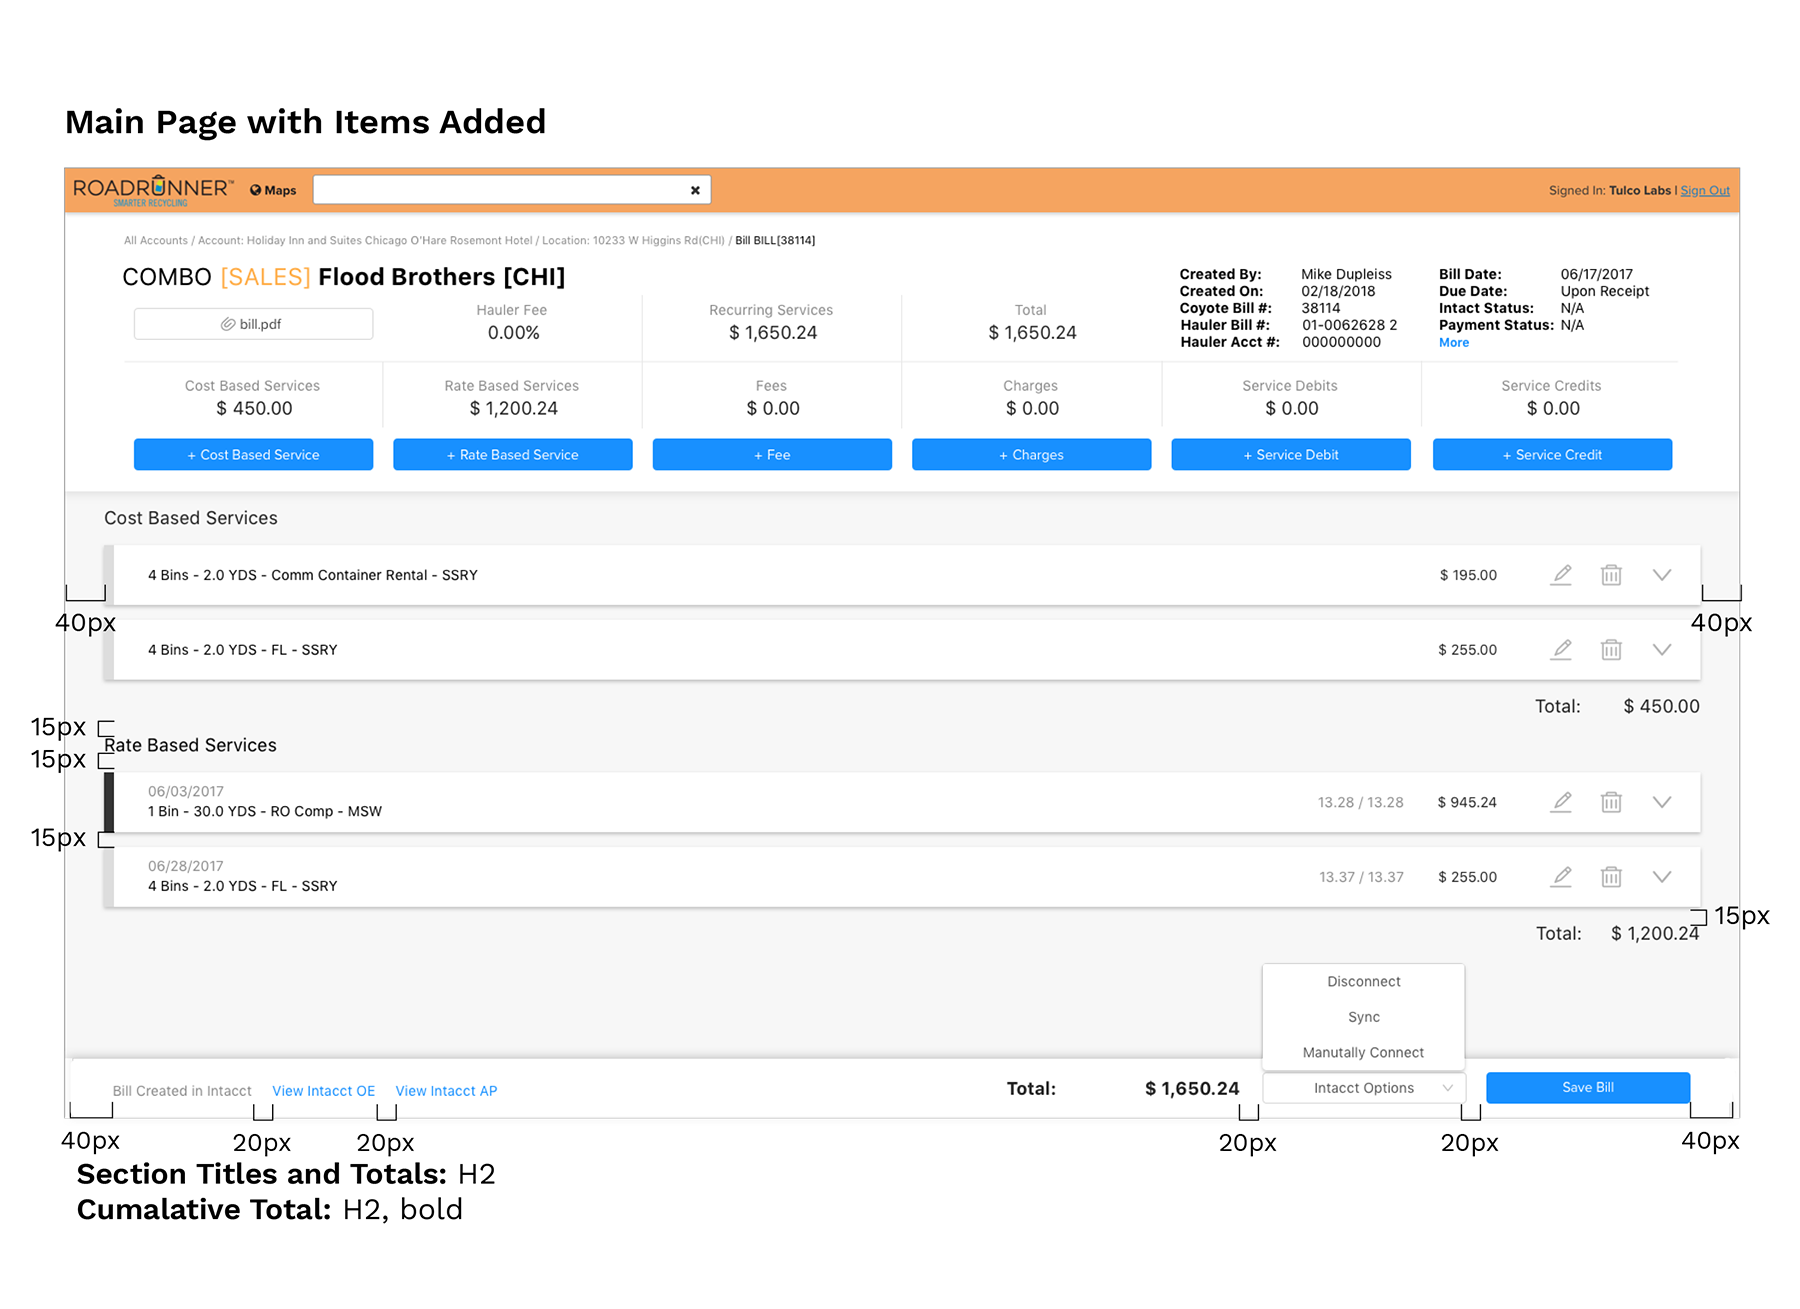 Main Page with Items Added
ROADRUNNER™ Maps Signed In: Tulco Labs | Sign Out
SMARTER RECYCLING
All Accounts / Account: Holiday Inn and Suites Chicago O'Hare Rosemont Hotel / Location: 10233 W Higgins Rd(CHI) / Bill BILL[38114]
COMBO [SALES] Flood Brothers [CHI]
bill.pdf
Hauler Fee
0.00%
Recurring Services
$ 1,650.24
Total
$ 1,650.24
Created By: Mike Dupleiss
Created On: 02/18/2018
Coyote Bill #: 38114
Hauler Bill #: 01-0062628 2
Hauler Acct #: 000000000
Bill Date: 06/17/2017
Due Date: Upon Receipt
Intact Status: N/A
Payment Status: N/A
More
Cost Based Services
$ 450.00
+ Cost Based Service
Rate Based Services
$ 1,200.24
+ Rate Based Service
Fees
$ 0.00
+ Fee
Charges
$ 0.00
+ Charges
Service Debits
$ 0.00
+ Service Debit
Service Credits
$ 0.00
+ Service Credit
Cost Based Services
4 Bins - 2.0 YDS - Comm Container Rental - SSRY $ 195.00
40px 40px
4 Bins - 2.0 YDS - FL - SSRY $ 255.00
Total: $ 450.00
15px
Rate Based Services
15px
06/03/2017
1 Bin - 30.0 YDS - RO Comp - MSW 13.28 / 13.28 $ 945.24
15px
06/28/2017
4 Bins - 2.0 YDS - FL - SSRY 13.37 / 13.37 $ 255.00
15px
Total: $ 1,200.24
Disconnect
Sync
Manutally Connect
Bill Created in Intacct View Intacct OE View Intacct AP Total: $ 1,650.24 Intacct Options Save Bill
40px 20px 20px 20px 20px 40px
Section Titles and Totals: H2
Cumalative Total: H2, bold